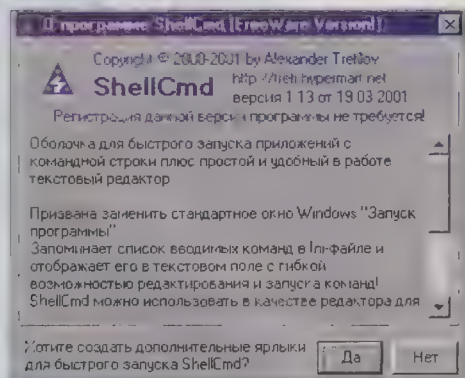 О программе ShellCmd [FreeWare Version!]
Copyright © 2000-2001 by Alexander Trehlov
ShellCmd
http://treh.hypermart.net
версия 1.13 от 19.03.2001
Регистрация данной версии программы не требуется!
Оболочка для быстрого запуска приложений с
командной строки плюс простой и удобный в работе
текстовый редактор
Призвана заменить стандартное окно Windows "Запуск
программы"
Запоминает список вводимых команд в Ini-файле и
отображает его в текстовом поле с гибкой
возможностью редактирования и запуска команд!
ShellCmd можно использовать в качестве редактора для
Хотите создать дополнительные ярлыки
для быстрого запуска ShellCmd?
Да
Нет